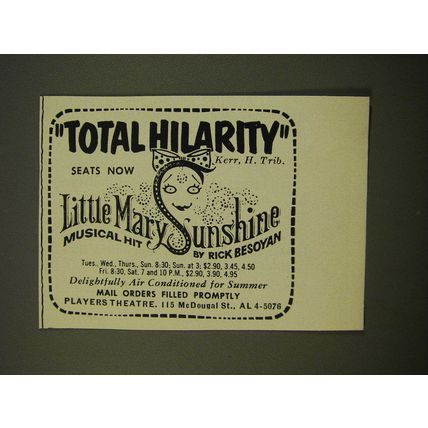 "TOTAL HILARITY"
Kerr, H. Trib.
SEATS NOW
Little Mary Sunshine
MUSICAL HIT BY RICK BESOYAN
Tues., Wed., Thurs., Sun. 8:30; Sun. at 3; $2.90, 3.45, 4.50
Fri. 8:30, Sat. 7 and 10 P.M., $2.90, 3.90, 4.95
Delightfully Air Conditioned for Summer
MAIL ORDERS FILLED PROMPTLY
PLAYERS THEATRE. 115 McDougal St., AL 4-5076